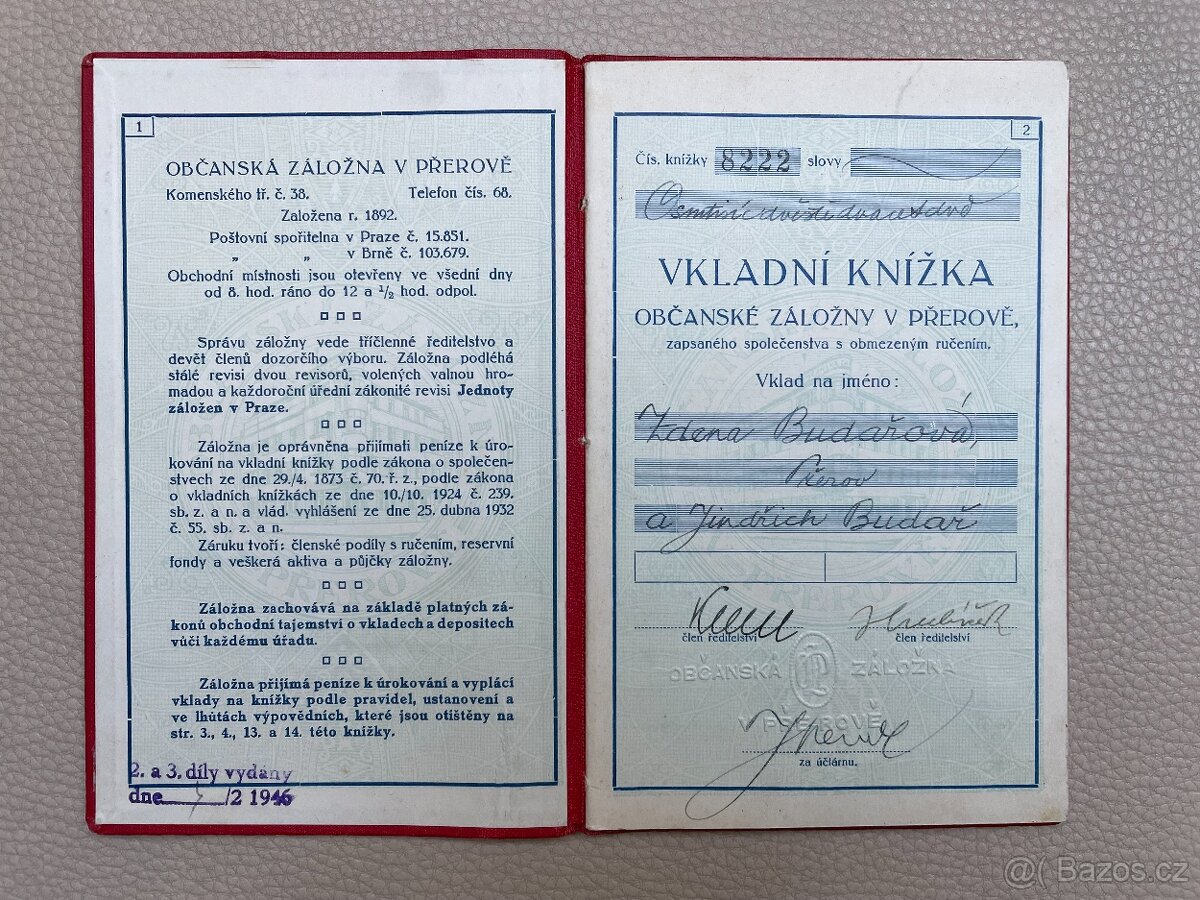 1
OBČANSKÁ ZÁLOŽNA V PŘEROVĚ
Komenského tř. č. 38. Telefon čís. 68.
Založena r. 1892.
Poštovní spořitelna v Praze č. 15.851.
„ „ v Brně č. 103.679.
Obchodní místnosti jsou otevřeny ve všední dny
od 8. hod. ráno do 12 a ½ hod. odpol.
Správu záložny vede tříčlenné ředitelstvo a
devět členů dozorčího výboru. Záložna podléhá
stálé revisi dvou revisorů, volených valnou hro-
madou a každoroční úřední zákonité revisi Jednoty
záložen v Praze.
Záložna je oprávněna přijímati peníze k úro-
kování na vkladní knížky podle zákona o společen-
stvech ze dne 29./4. 1873 č. 70. ř. z., podle zákona
o vkladních knížkách ze dne 10./10. 1924 č. 239.
sb. z. a n. a vlád. vyhlášení ze dne 25. dubna 1932
č. 55. sb. z. a n.
Záruku tvoří: členské podíly s ručením, reservní
fondy a veškerá aktiva a půjčky záložny.
Záložna zachovává na základě platných zá-
konů obchodní tajemství o vkladech a depositech
vůči každému úřadu.
Záložna přijímá peníze k úrokování a vyplácí
vklady na knížky podle pravidel, ustanovení a
ve lhůtách výpovědních, které jsou otištěny na
str. 3., 4., 13. a 14. této knížky.
2. a 3. díly vydány
dne /2 1946
2
Čís. knížky 8222 slovy
Osmtisícdvěstědvacetdvě
VKLADNÍ KNÍŽKA
OBČANSKÉ ZÁLOŽNY V PŘEROVĚ,
zapsaného společenstva s obmezeným ručením.
Vklad na jméno:
Zdena Budařová,
Přerov
a Jindřich Budař
člen ředitelství člen ředitelství
OBČANSKÁ ZÁLOŽNA
V PŘEROVĚ
za účtárnu.
@( Bazos.cz